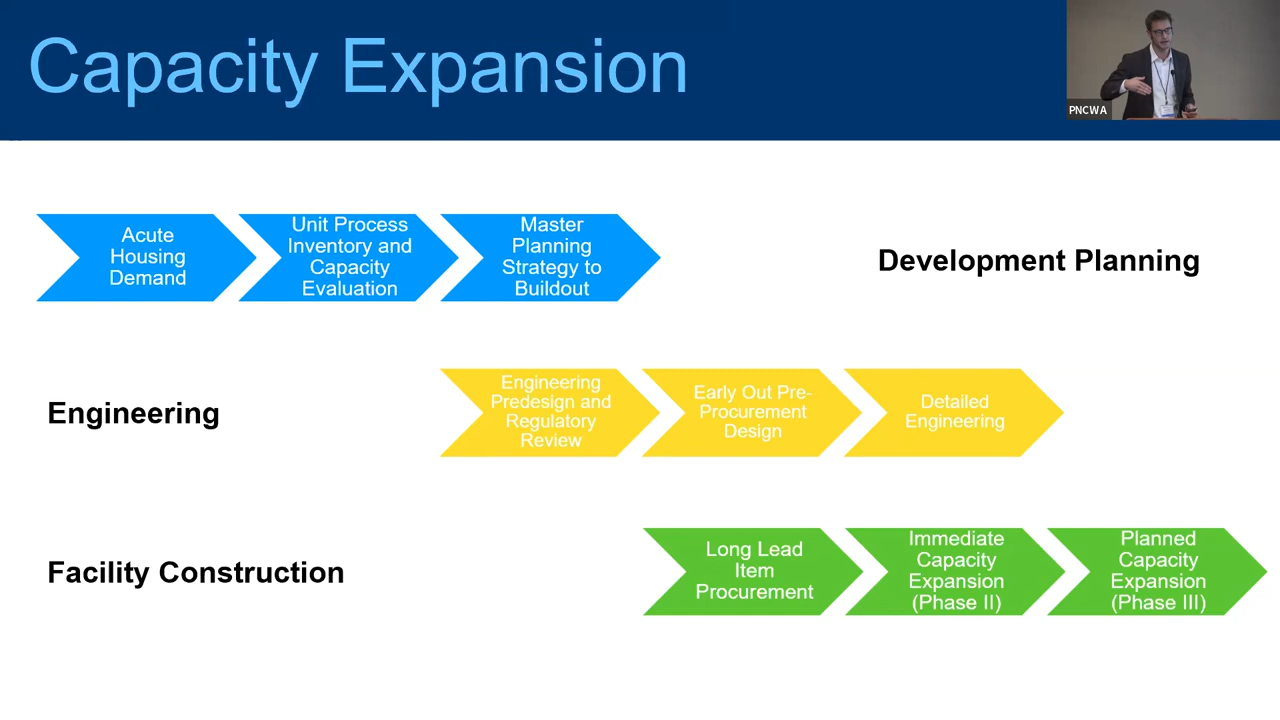 Capacity Expansion
PNCWA
Acute
Housing
Demand
Unit Process
Inventory and
Capacity
Evaluation
Master
Planning
Strategy to
Buildout
Development Planning
Engineering
Engineering
Predesign and
Regulatory
Review
Early Out Pre-
Procurement
Design
Detailed
Engineering
Facility Construction
Long Lead
Item
Procurement
Immediate
Capacity
Expansion
(Phase II)
Planned
Capacity
Expansion
(Phase III)